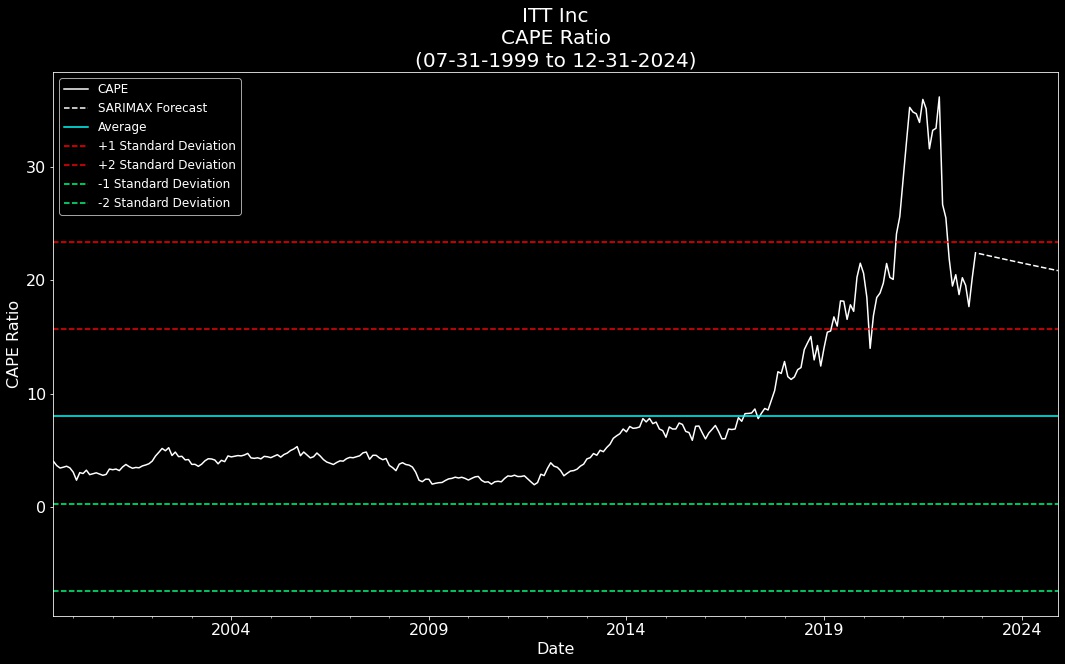 ITT Inc
CAPE Ratio
(07-31-1999 to 12-31-2024)
CAPE
SARIMAX Forecast
Average
+1 Standard Deviation
+2 Standard Deviation
-1 Standard Deviation
-2 Standard Deviation
CAPE Ratio
30
20
10
0
2004
2009
2014
2019
2024
Date